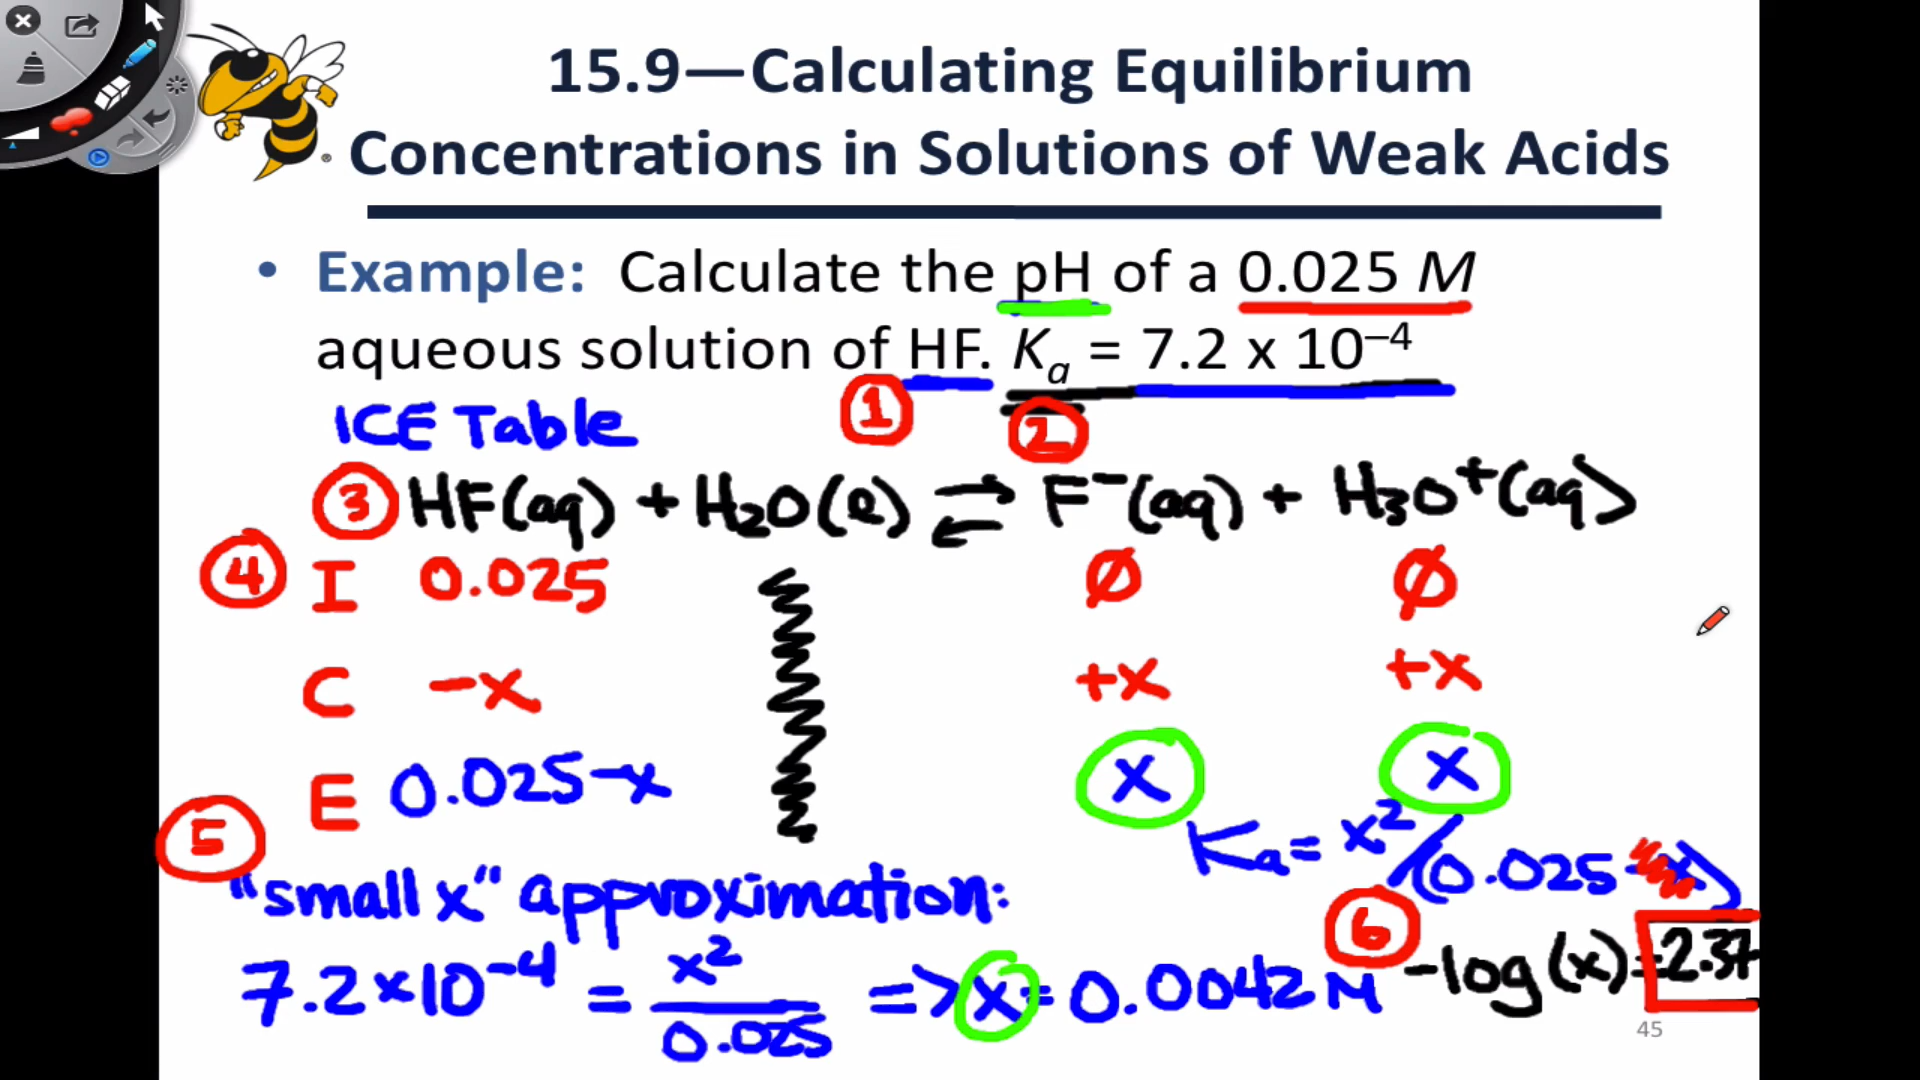 15.9—Calculating Equilibrium
Concentrations in Solutions of Weak Acids
• Example: Calculate the pH of a 0.025 M
aqueous solution of HF. Kₐ = 7.2 x 10⁻⁴
ICE Table ① ②
③ HF(aq) + H₂O(l) ⇌ F⁻(aq) + H₃O⁺(aq)
④ I 0.025 Ø Ø
C -x +x +x
E 0.025-x x x
⑤ Kₐ = x²/(0.025
"small x" approximation:
⑥ -log(x) = 2.37
7.2×10⁻⁴ = x²/0.025 => x = 0.0042 M
45